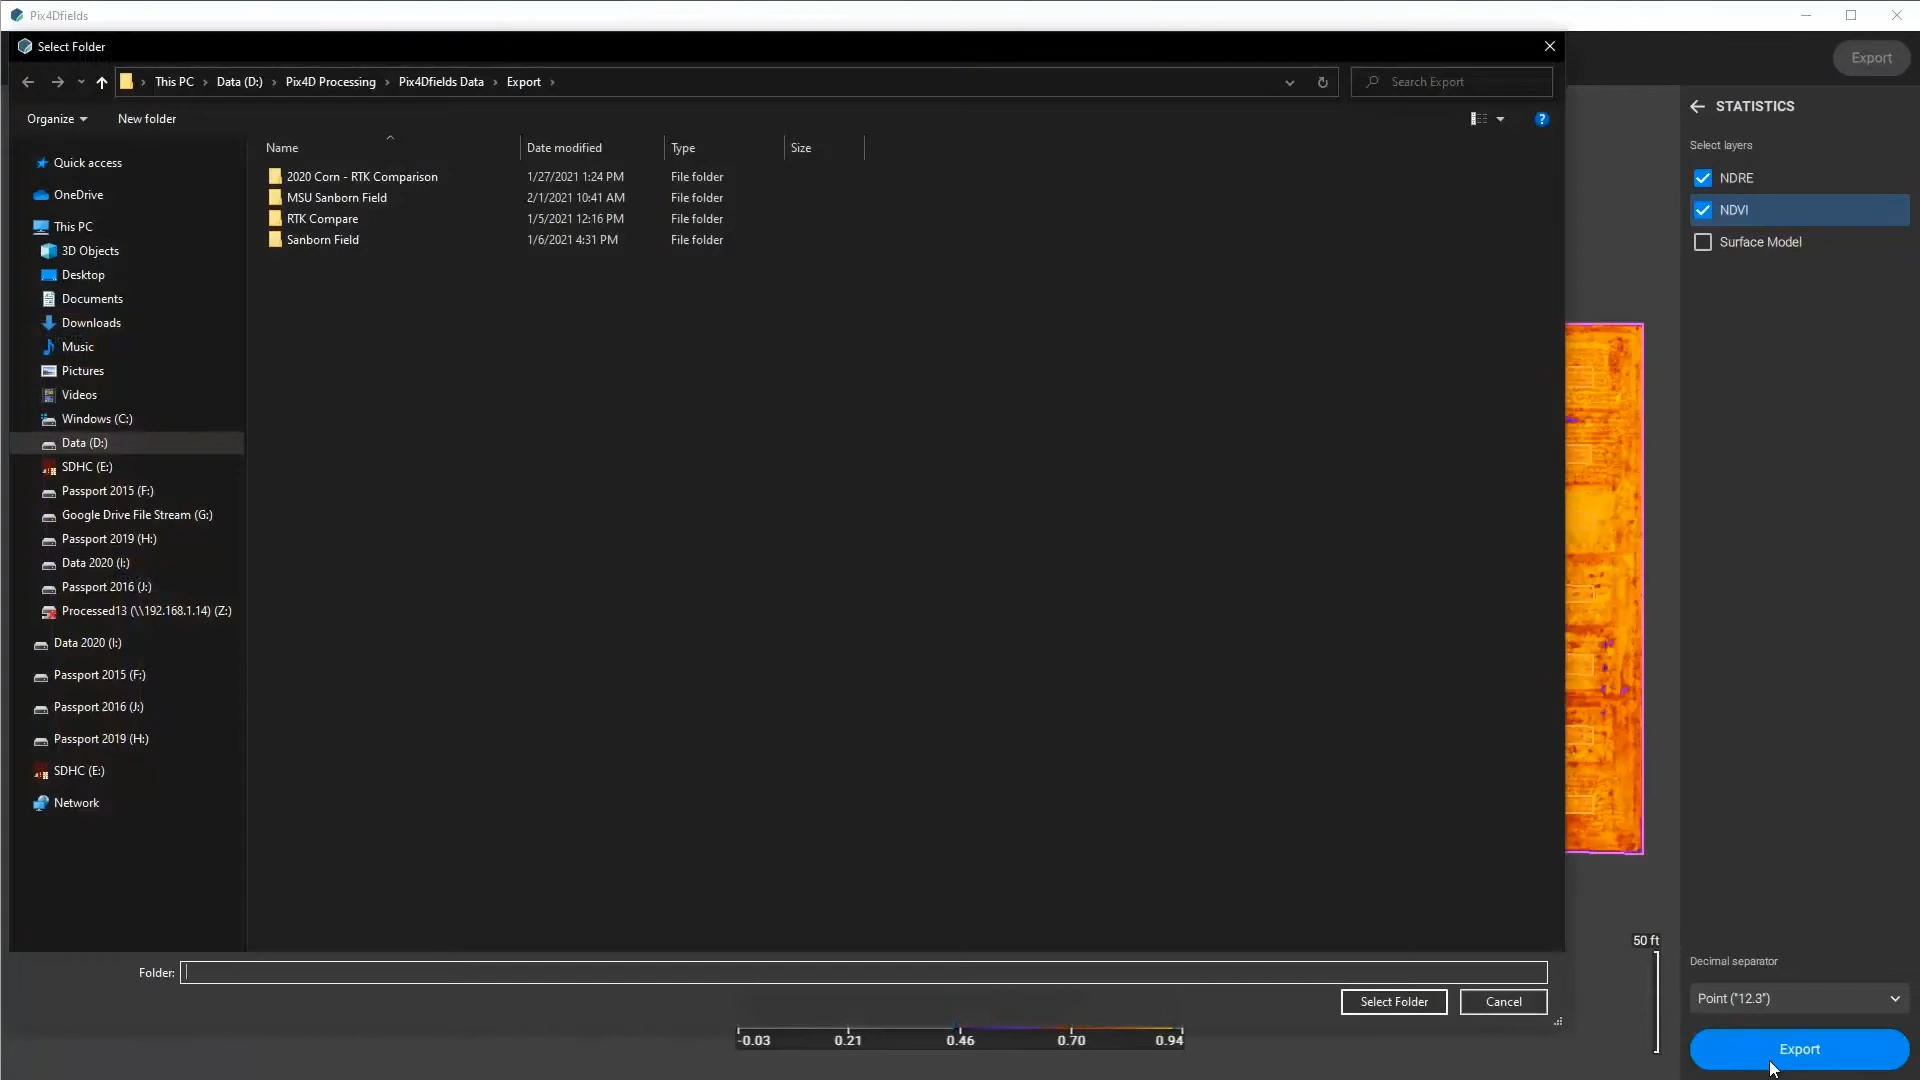 Pix4Dfields
Select Folder
Export
This PC › Data (D:) › Pix4D Processing › Pix4Dfields Data › Export ›
Search Export
Organize
New folder
?
STATISTICS
Select layers
NDRE
NDVI
Surface Model
Name Date modified Type Size
2020 Corn - RTK Comparison 1/27/2021 1:24 PM File folder
MSU Sanborn Field 2/1/2021 10:41 AM File folder
RTK Compare 1/5/2021 12:16 PM File folder
Sanborn Field 1/6/2021 4:31 PM File folder
Quick access
OneDrive
This PC
3D Objects
Desktop
Documents
Downloads
Music
Pictures
Videos
Windows (C:)
Data (D:)
SDHC (E:)
Passport 2015 (F:)
Google Drive File Stream (G:)
Passport 2019 (H:)
Data 2020 (I:)
Passport 2016 (J:)
Processed13 (\\192.168.1.14) (Z:)
Data 2020 (I:)
Passport 2015 (F:)
Passport 2016 (J:)
Passport 2019 (H:)
SDHC (E:)
Network
50 ft
Folder:
Select Folder
Cancel
-0.03 0.21 0.46 0.70 0.94
Decimal separator
Point ("12.3")
Export